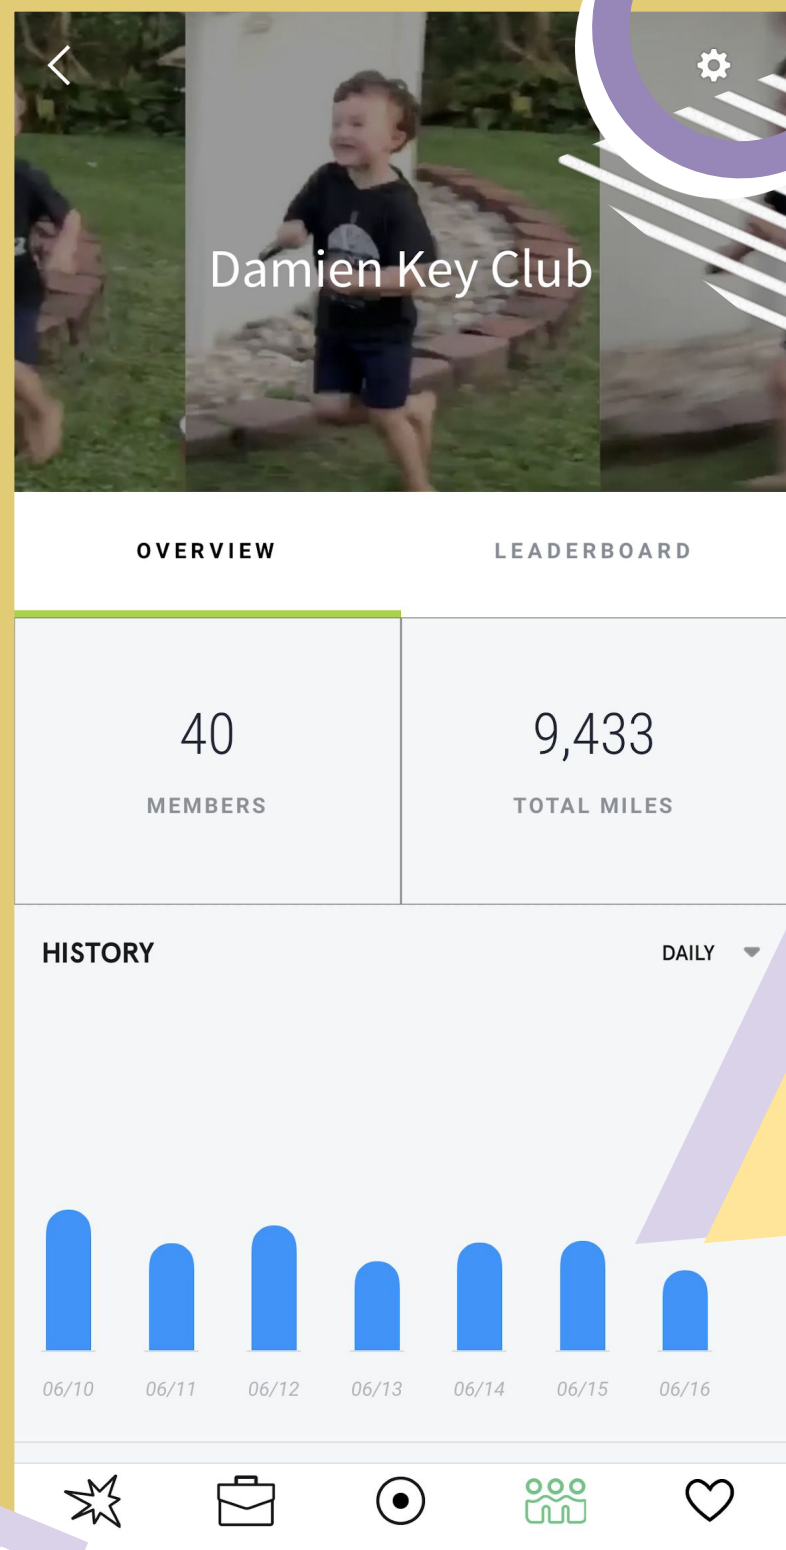 Damien Key Club
OVERVIEW
LEADERBOARD
40
MEMBERS
9,433
TOTAL MILES
HISTORY
DAILY
06/10
06/11
06/12
06/13
06/14
06/15
06/16